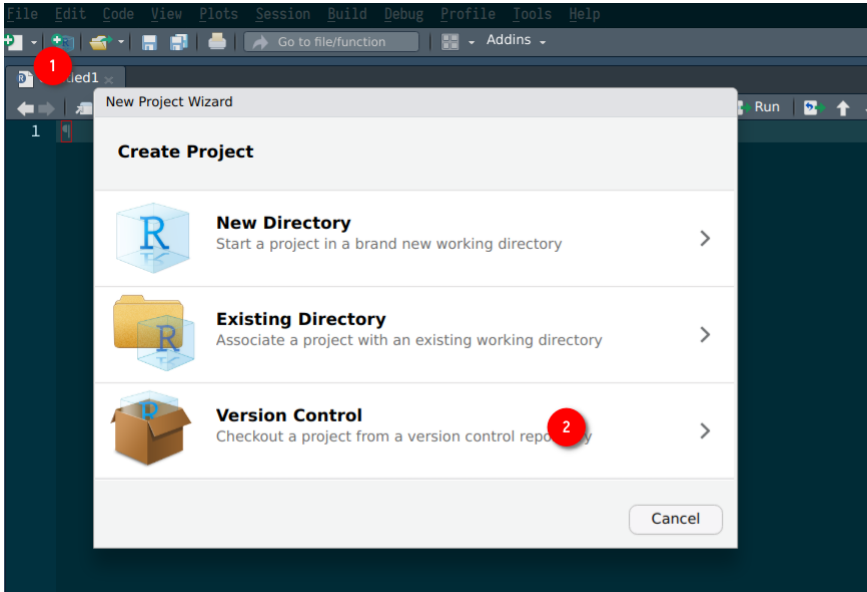 File Edit Code View Plots Session Build Debug Profile Tools Help
Go to file/function Addins
1
R
×
New Project Wizard
Run
1
Create Project
R
New Directory
Start a project in a brand new working directory
R
Existing Directory
Associate a project with an existing working directory
R
Version Control
Checkout a project from a version control
2
Cancel